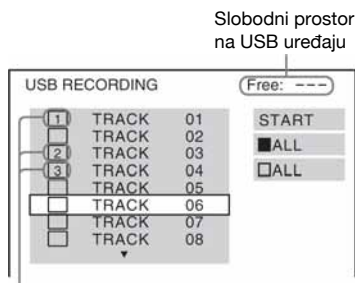 Slobodni prostor
na USB uređaju
USB RECORDING
Free: ---
1 TRACK 01
TRACK 02
2 TRACK 03
3 TRACK 04
TRACK 05
TRACK 06
TRACK 07
TRACK 08
START
■ALL
□ALL